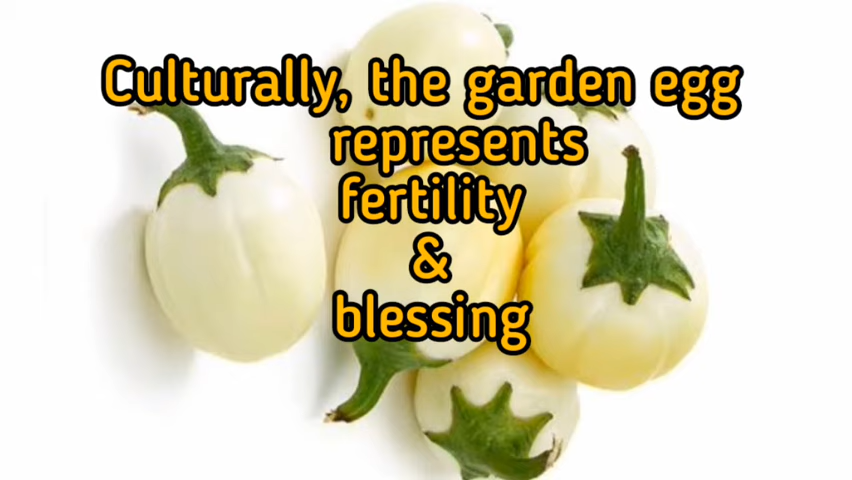 Culturally, the garden egg
represents
fertility
&
blessing